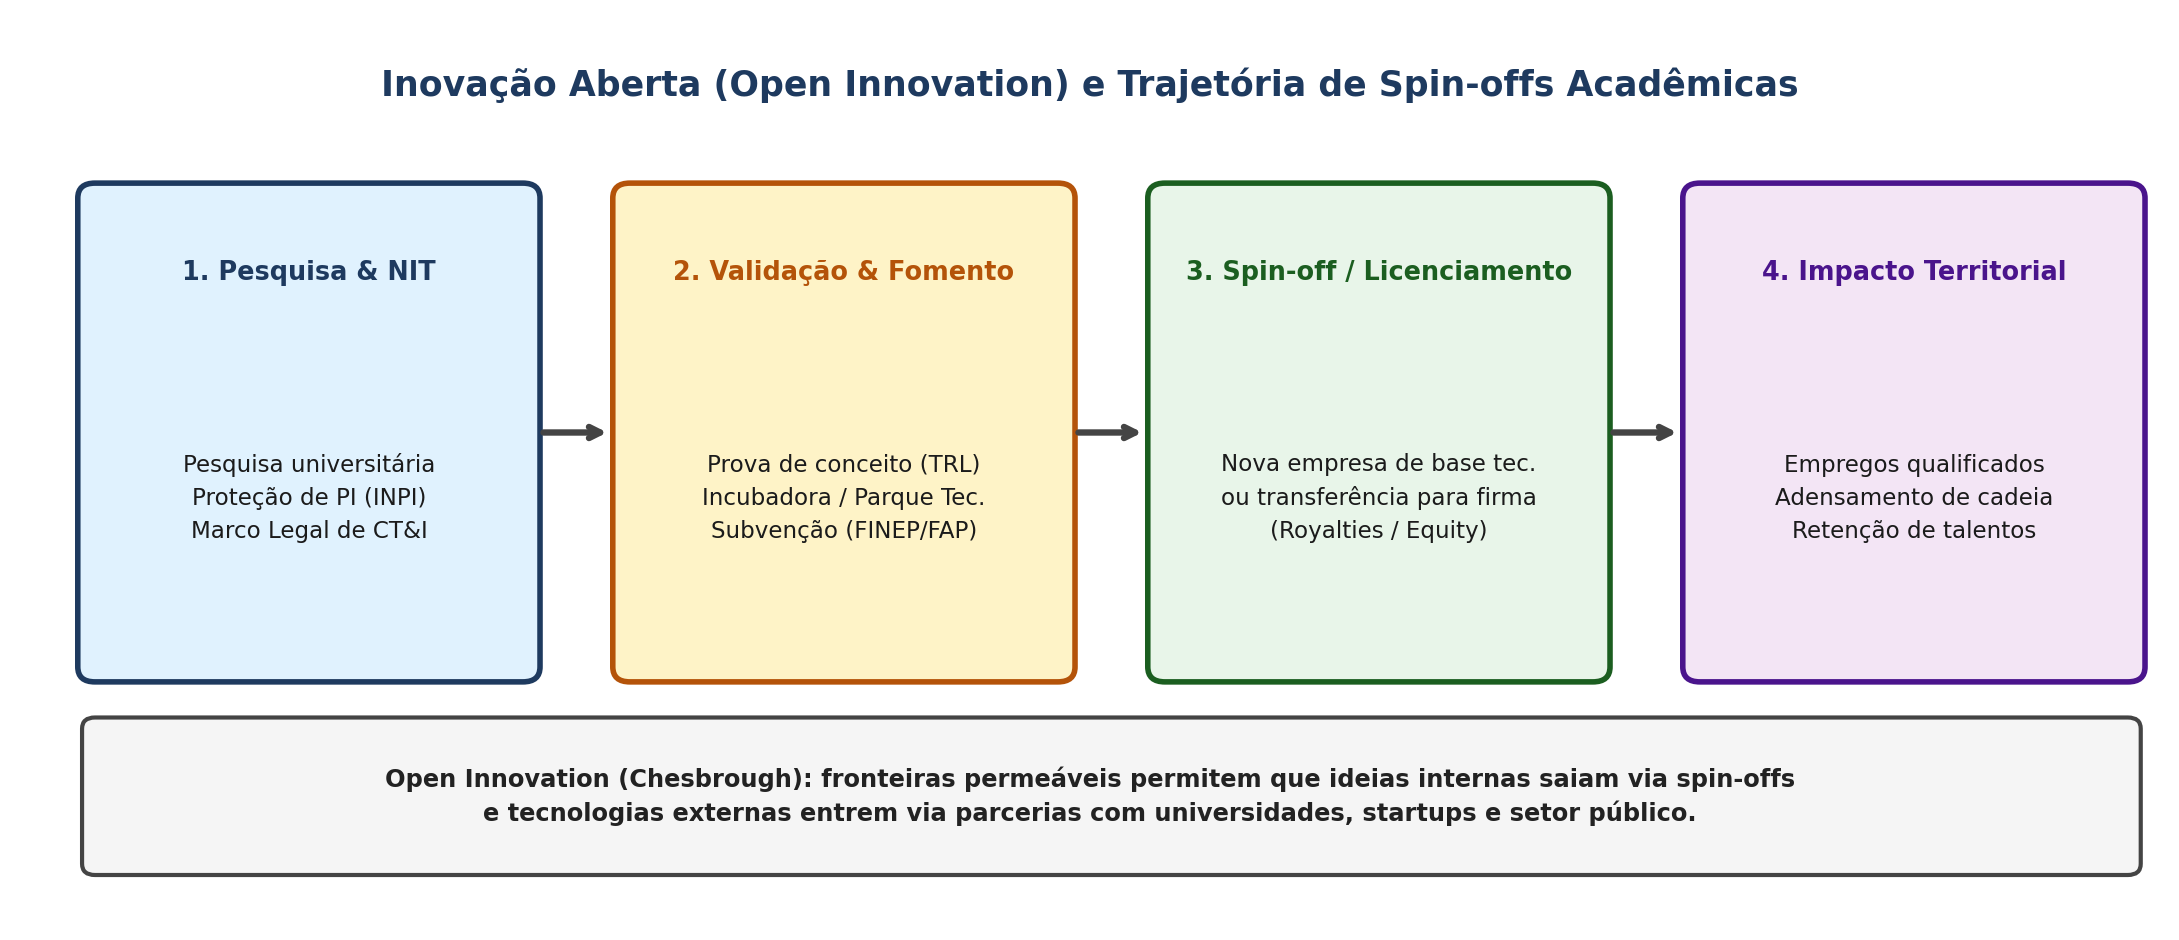 Inovação Aberta (Open Innovation) e Trajetória de Spin-offs Acadêmicas
1. Pesquisa & NIT
Pesquisa universitária
Proteção de PI (INPI)
Marco Legal de CT&I
2. Validação & Fomento
Prova de conceito (TRL)
Incubadora / Parque Tec.
Subvenção (FINEP/FAP)
3. Spin-off / Licenciamento
Nova empresa de base tec.
ou transferência para firma
(Royalties / Equity)
4. Impacto Territorial
Empregos qualificados
Adensamento de cadeia
Retenção de talentos
Open Innovation (Chesbrough): fronteiras permeáveis permitem que ideias internas saiam via spin-offs
e tecnologias externas entrem via parcerias com universidades, startups e setor público.